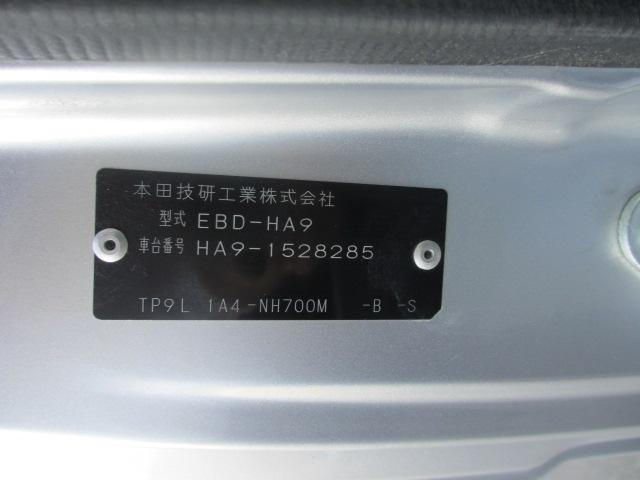 本田技研工業株式会社
型式 EBD-HA9
車台番号 HA9-1528285
TP9L 1A4-NH700M -B -S